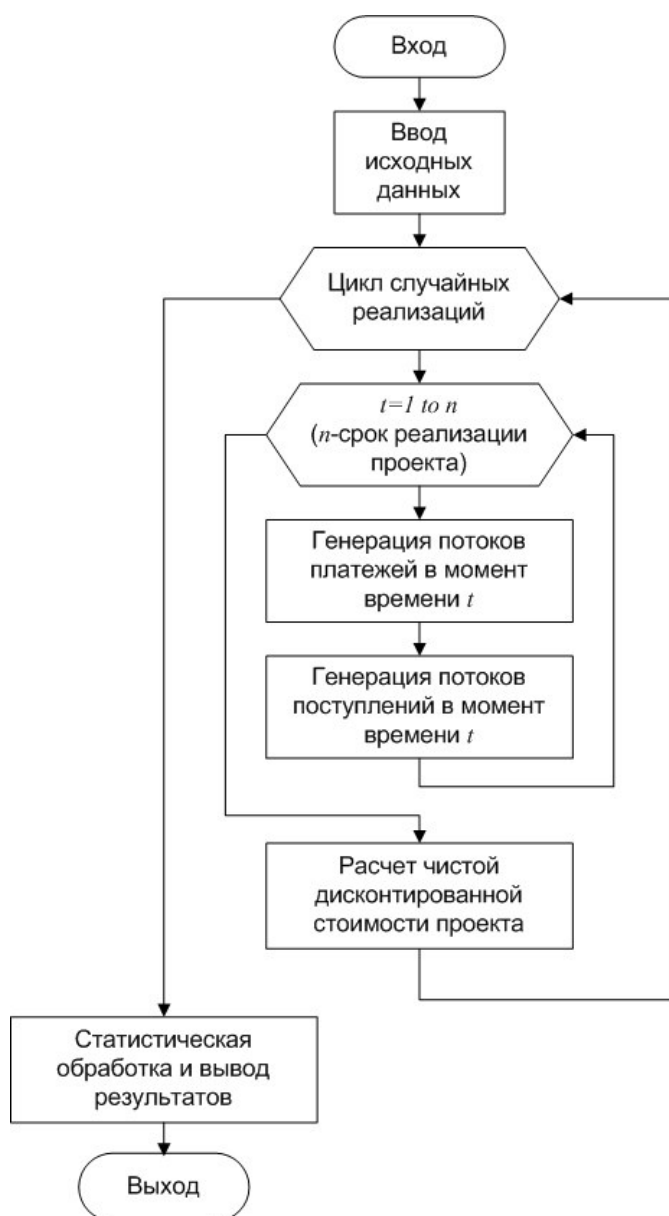 Вход
Ввод
исходных
данных
Цикл случайных
реализаций
t=1 to n
(n-срок реализации
проекта)
Генерация потоков
платежей в момент
времени t
Генерация потоков
поступлений в момент
времени t
Расчет чистой
дисконтированной
стоимости проекта
Статистическая
обработка и вывод
результатов
Выход